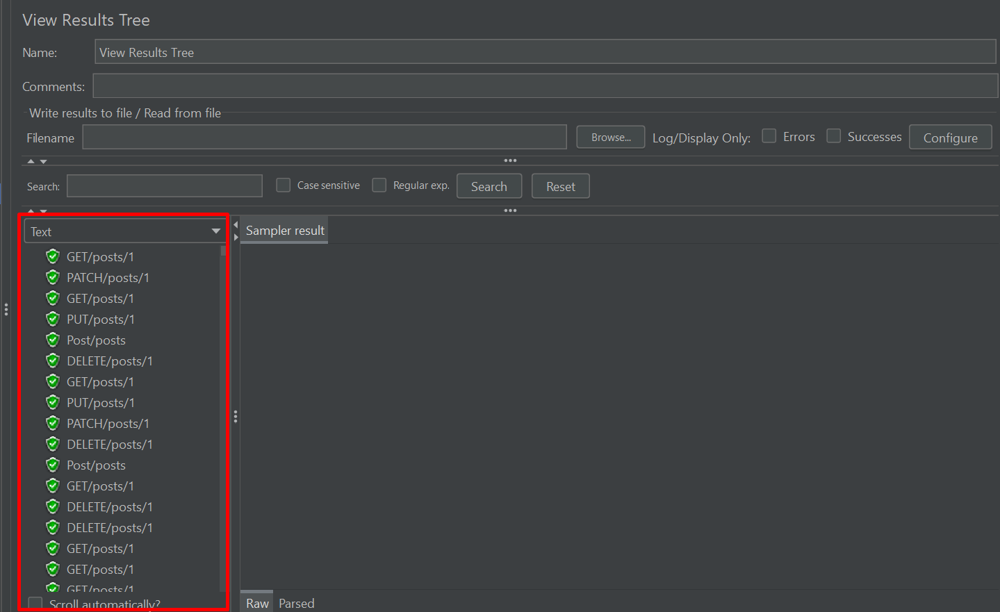 View Results Tree
Name: View Results Tree
Comments:
Write results to file / Read from file
Filename Browse... Log/Display Only: Errors Successes Configure
Search: Case sensitive Regular exp. Search Reset
Text
Sampler result
GET/posts/1
PATCH/posts/1
GET/posts/1
PUT/posts/1
Post/posts
DELETE/posts/1
GET/posts/1
PUT/posts/1
PATCH/posts/1
DELETE/posts/1
Post/posts
GET/posts/1
DELETE/posts/1
DELETE/posts/1
GET/posts/1
GET/posts/1
GET/posts/1
Scroll automatically?
Raw Parsed